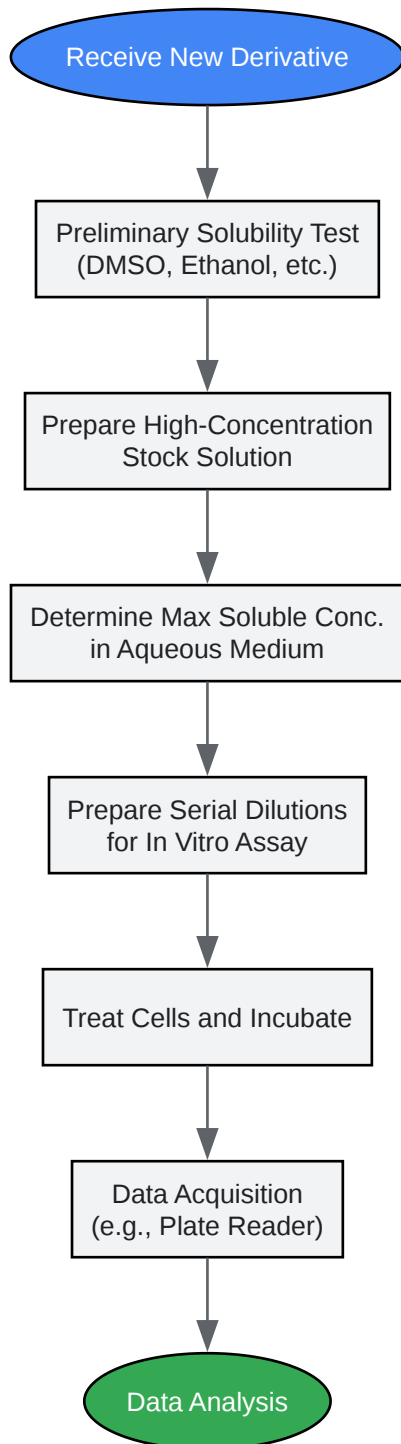 Receive New Derivative
Preliminary Solubility Test
(DMSO, Ethanol, etc.)
Prepare High-Concentration
Stock Solution
Determine Max Soluble Conc.
in Aqueous Medium
Prepare Serial Dilutions
for In Vitro Assay
Treat Cells and Incubate
Data Acquisition
(e.g., Plate Reader)
Data Analysis